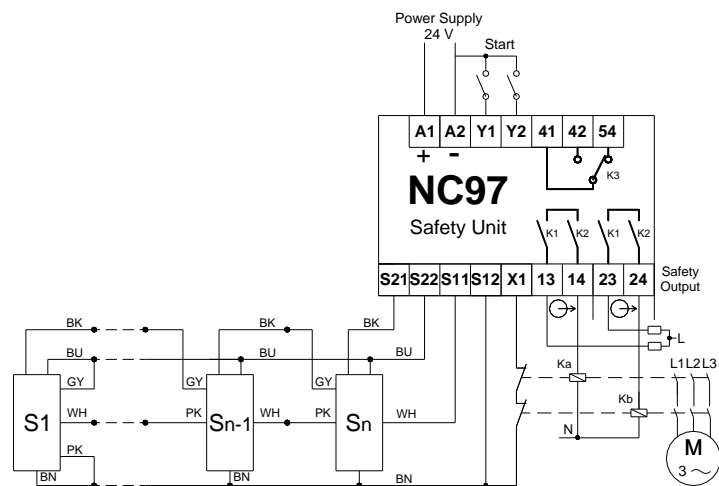 Power Supply
24 V
Start
A1 A2 Y1 Y2 41 42 54
+ -
K3
NC97
Safety Unit
K1 K2 K1 K2
S21 S22 S11 S12 X1 13 14 23 24
Safety
Output
BK BK BK
L
BU BU BU
Ka
L1 L2 L3
GY GY GY
S1 WH PK Sn-1 WH PK Sn WH
Kb
N
PK
M
3 ~
BN BN BN